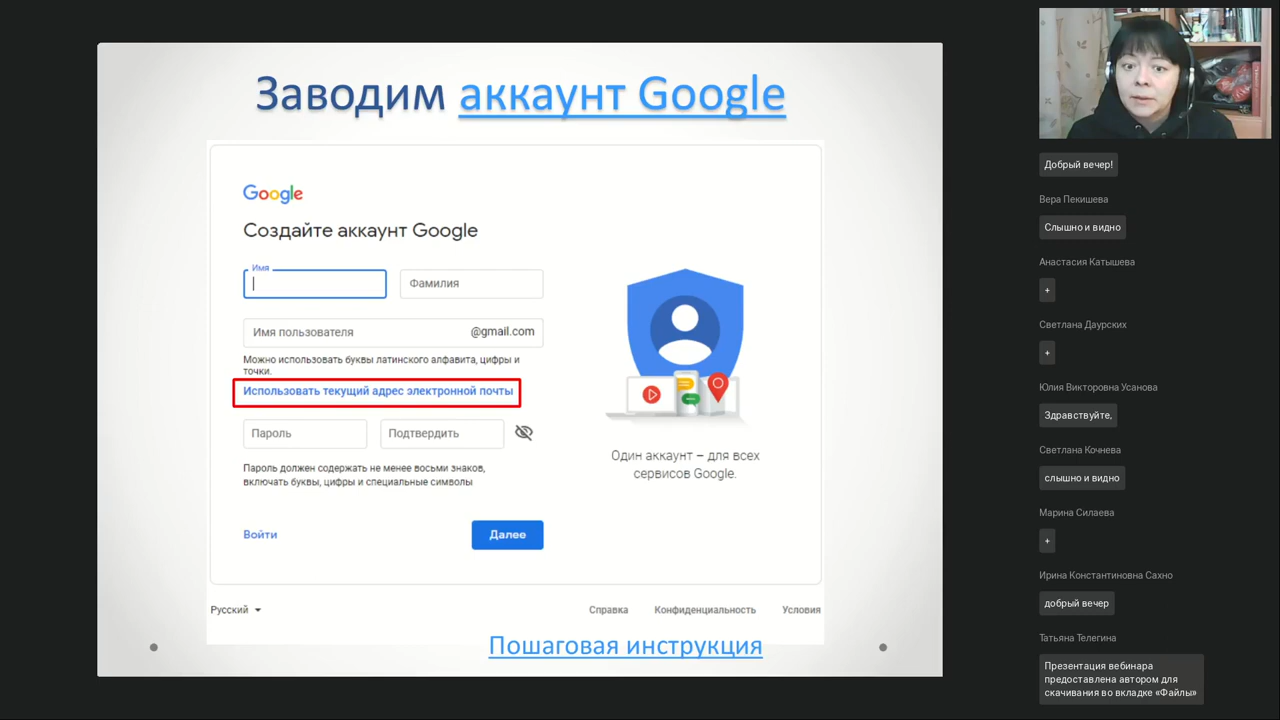 Заводим аккаунт Google
Google
Создайте аккаунт Google
Имя
Фамилия
Имя пользователя
@gmail.com
Можно использовать буквы латинского алфавита, цифры и
точки.
Использовать текущий адрес электронной почты
Пароль
Подтвердить
Пароль должен содержать не менее восьми знаков,
включать буквы, цифры и специальные символы
Войти
Далее
Один аккаунт – для всех
сервисов Google.
Русский
Справка
Конфиденциальность
Условия
Пошаговая инструкция
Добрый вечер!
Вера Пекишева
Слышно и видно
Анастасия Катышева
+
Светлана Даурских
+
Юлия Викторовна Усанова
Здравствуйте,
Светлана Кочнева
слышно и видно
Марина Силаева
+
Ирина Константиновна Сахно
добрый вечер
Татьяна Телегина
Презентация вебинара
предоставлена автором для
скачивания во вкладке «Файлы»